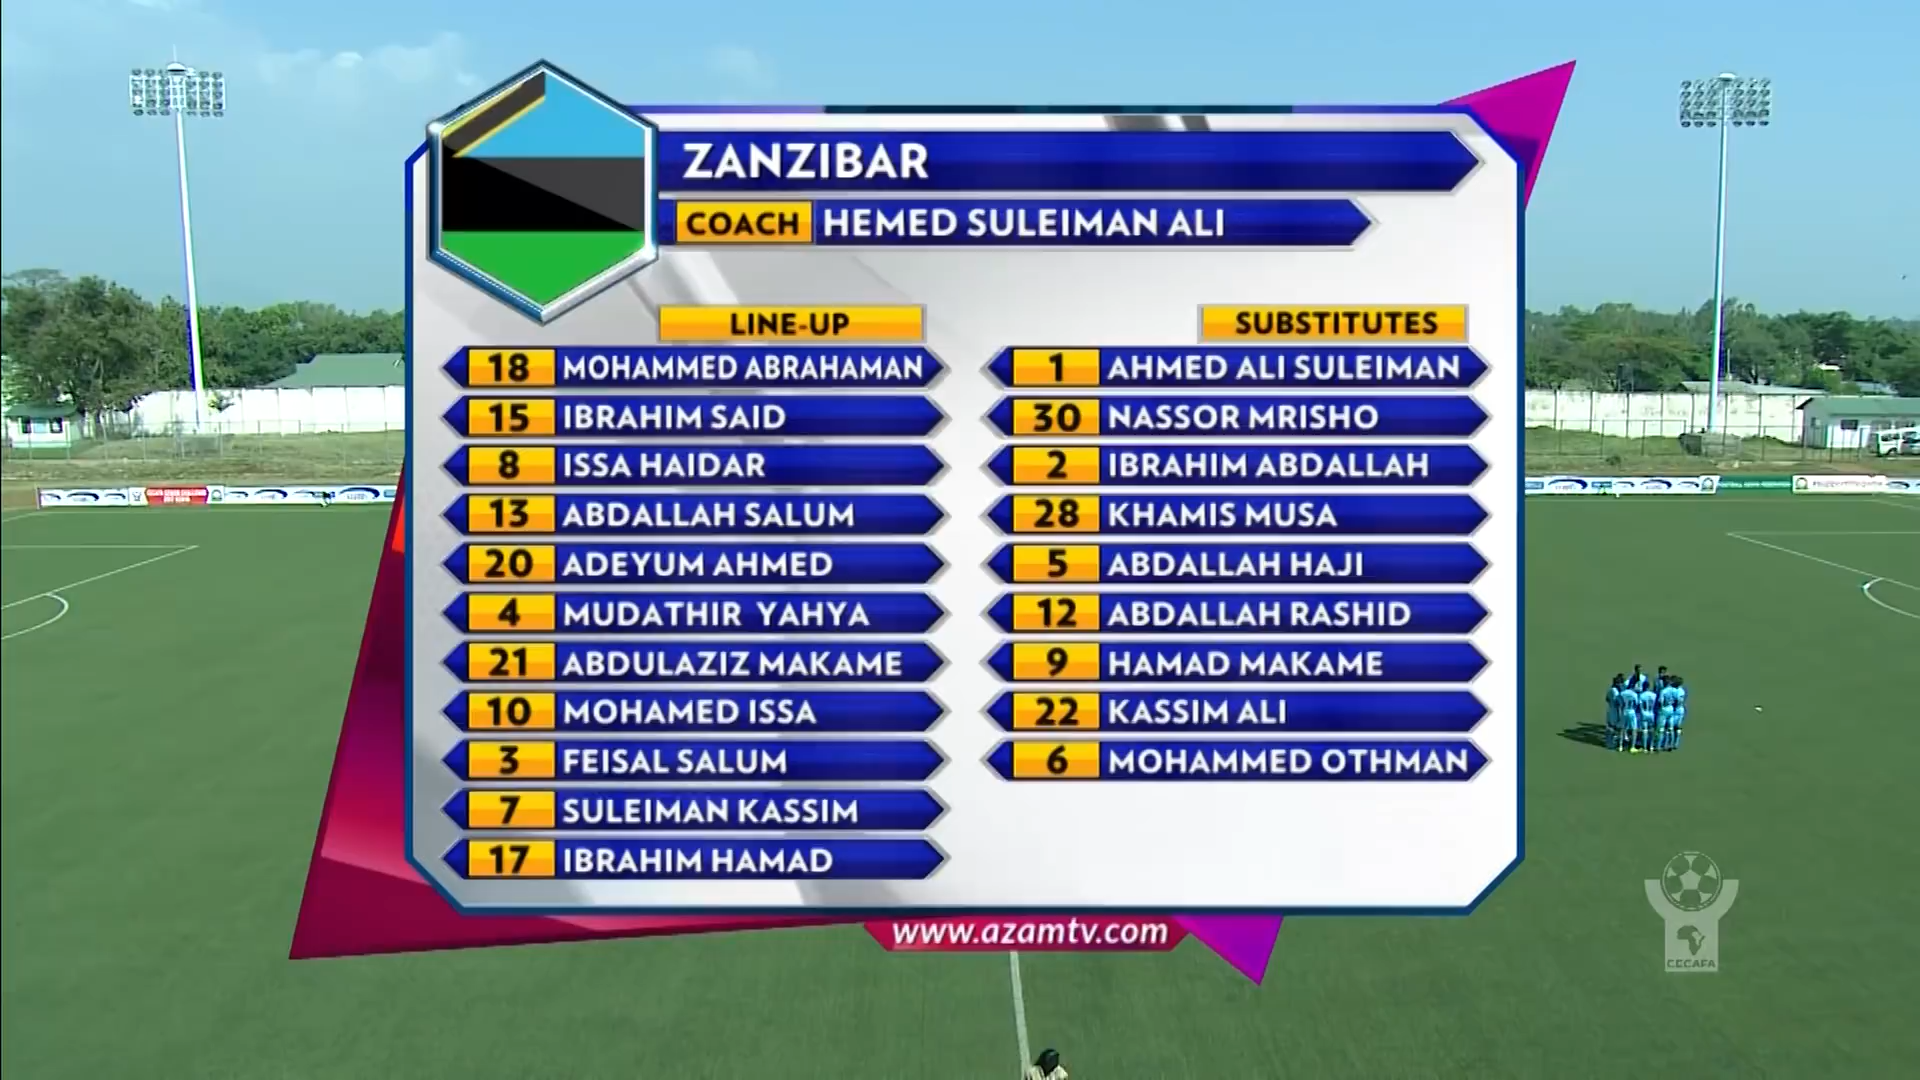 ZANZIBAR
COACH HEMED SULEIMAN ALI
LINE-UP
18 MOHAMMED ABRAHAMAN
15 IBRAHIM SAID
8 ISSA HAIDAR
13 ABDALLAH SALUM
20 ADEYUM AHMED
4 MUDATHIR YAHYA
21 ABDULAZIZ MAKAME
10 MOHAMED ISSA
3 FEISAL SALUM
7 SULEIMAN KASSIM
17 IBRAHIM HAMAD
SUBSTITUTES
1 AHMED ALI SULEIMAN
30 NASSOR MRISHO
2 IBRAHIM ABDALLAH
28 KHAMIS MUSA
5 ABDALLAH HAJI
12 ABDALLAH RASHID
9 HAMAD MAKAME
22 KASSIM ALI
6 MOHAMMED OTHMAN
www.azamtv.com
CECAFA